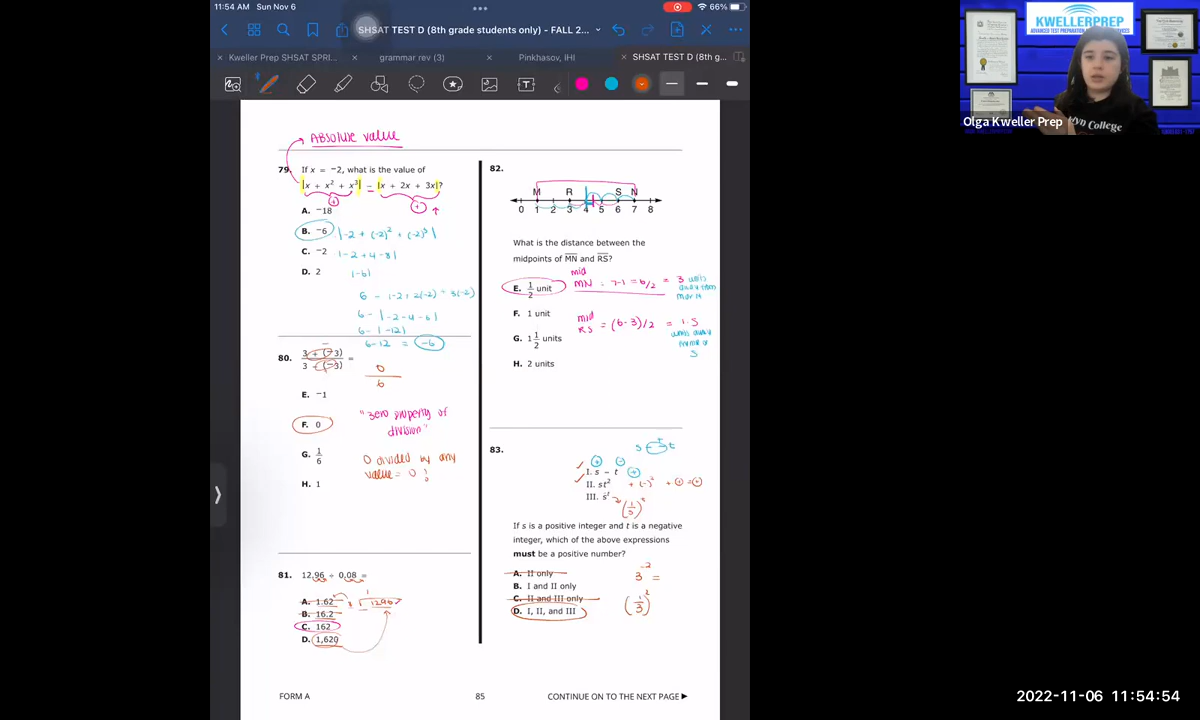 11:54 AM Sun Nov 6
66%
SHSAT TEST D (8th grade students only) - FALL 2...
Kweller Prep SHSAT SPRI...
grammar rev (3)
Pinkhasov, IHI
SHSAT TEST D (8th g...
ABSOLUTE VALUE
79. If x = −2, what is the value of
|x + x² + x³| − |x + 2x + 3x|?
A. −18
B. −6
C. −2
D. 2
|-2 + (-2)² + (-2)³|
|-2 + 4 - 8|
|-6|
6 - |-2 + 2(-2) + 3(-2)
6 - |-2 - 4 - 6|
6 - |-12|
6 - 12 = -6
80. 3 + (−3)
3 − (−3) =
0
6
E. −1
F. 0
G. 1/6
H. 1
"zero property of
division"
0 divided by any
value = 0 !
81. 12.96 ÷ 0.08 =
A. 1.62
B. 16.2
C. 162
D. 1,620
8 1296
82.
M R S N
0 1 2 3 4 5 6 7 8
What is the distance between the
midpoints of MN and RS?
E. 1/2 unit
F. 1 unit
G. 1 1/2 units
H. 2 units
mid
MN = 7-1 = 6/2 = 3 units
away from
mid
RS = (6-3)/2 = 1.5
units away
S
83.
I. s − t
II. st²
III. sᵗ
If s is a positive integer and t is a negative
integer, which of the above expressions
must be a positive number?
A. II only
B. I and II only
C. II and III only
D. I, II, and III
3⁻² =
(1/3)²
FORM A
85
CONTINUE ON TO THE NEXT PAGE ▶
KWELLERPREP
ADVANCED TEST PREPARATION
Olga Kweller Prep
yn College
2022-11-06 11:54:54